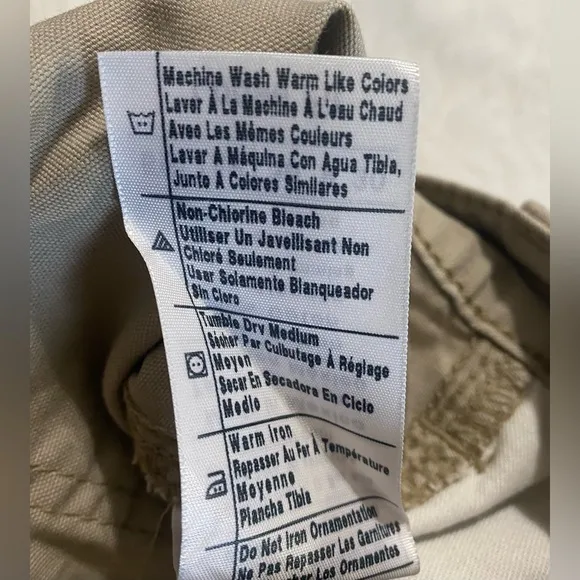 Machine Wash Warm Like Colors
Laver À La Machine À L'eau Chaud
Avec Les Mêmes Couleurs
Lavar A Máquina Con Agua Tibia,
Junto A Colores Similares
Non-Chlorine Bleach
Utiliser Un Javellisant Non
Chloré Seulement
Usar Solamente Blanqueador
Sin Cloro
Tumble Dry Medium
Sécher Par Culbutage À Réglage
Moyen
Secar En Secadora En Ciclo
Medio
Warm Iron
Repasser Au Fer À Température
Moyenne
Plancha Tibia
Do Not Iron Ornamentation
Ne Pas Repasser Les Garnitures
Planchar Los Ornamentos